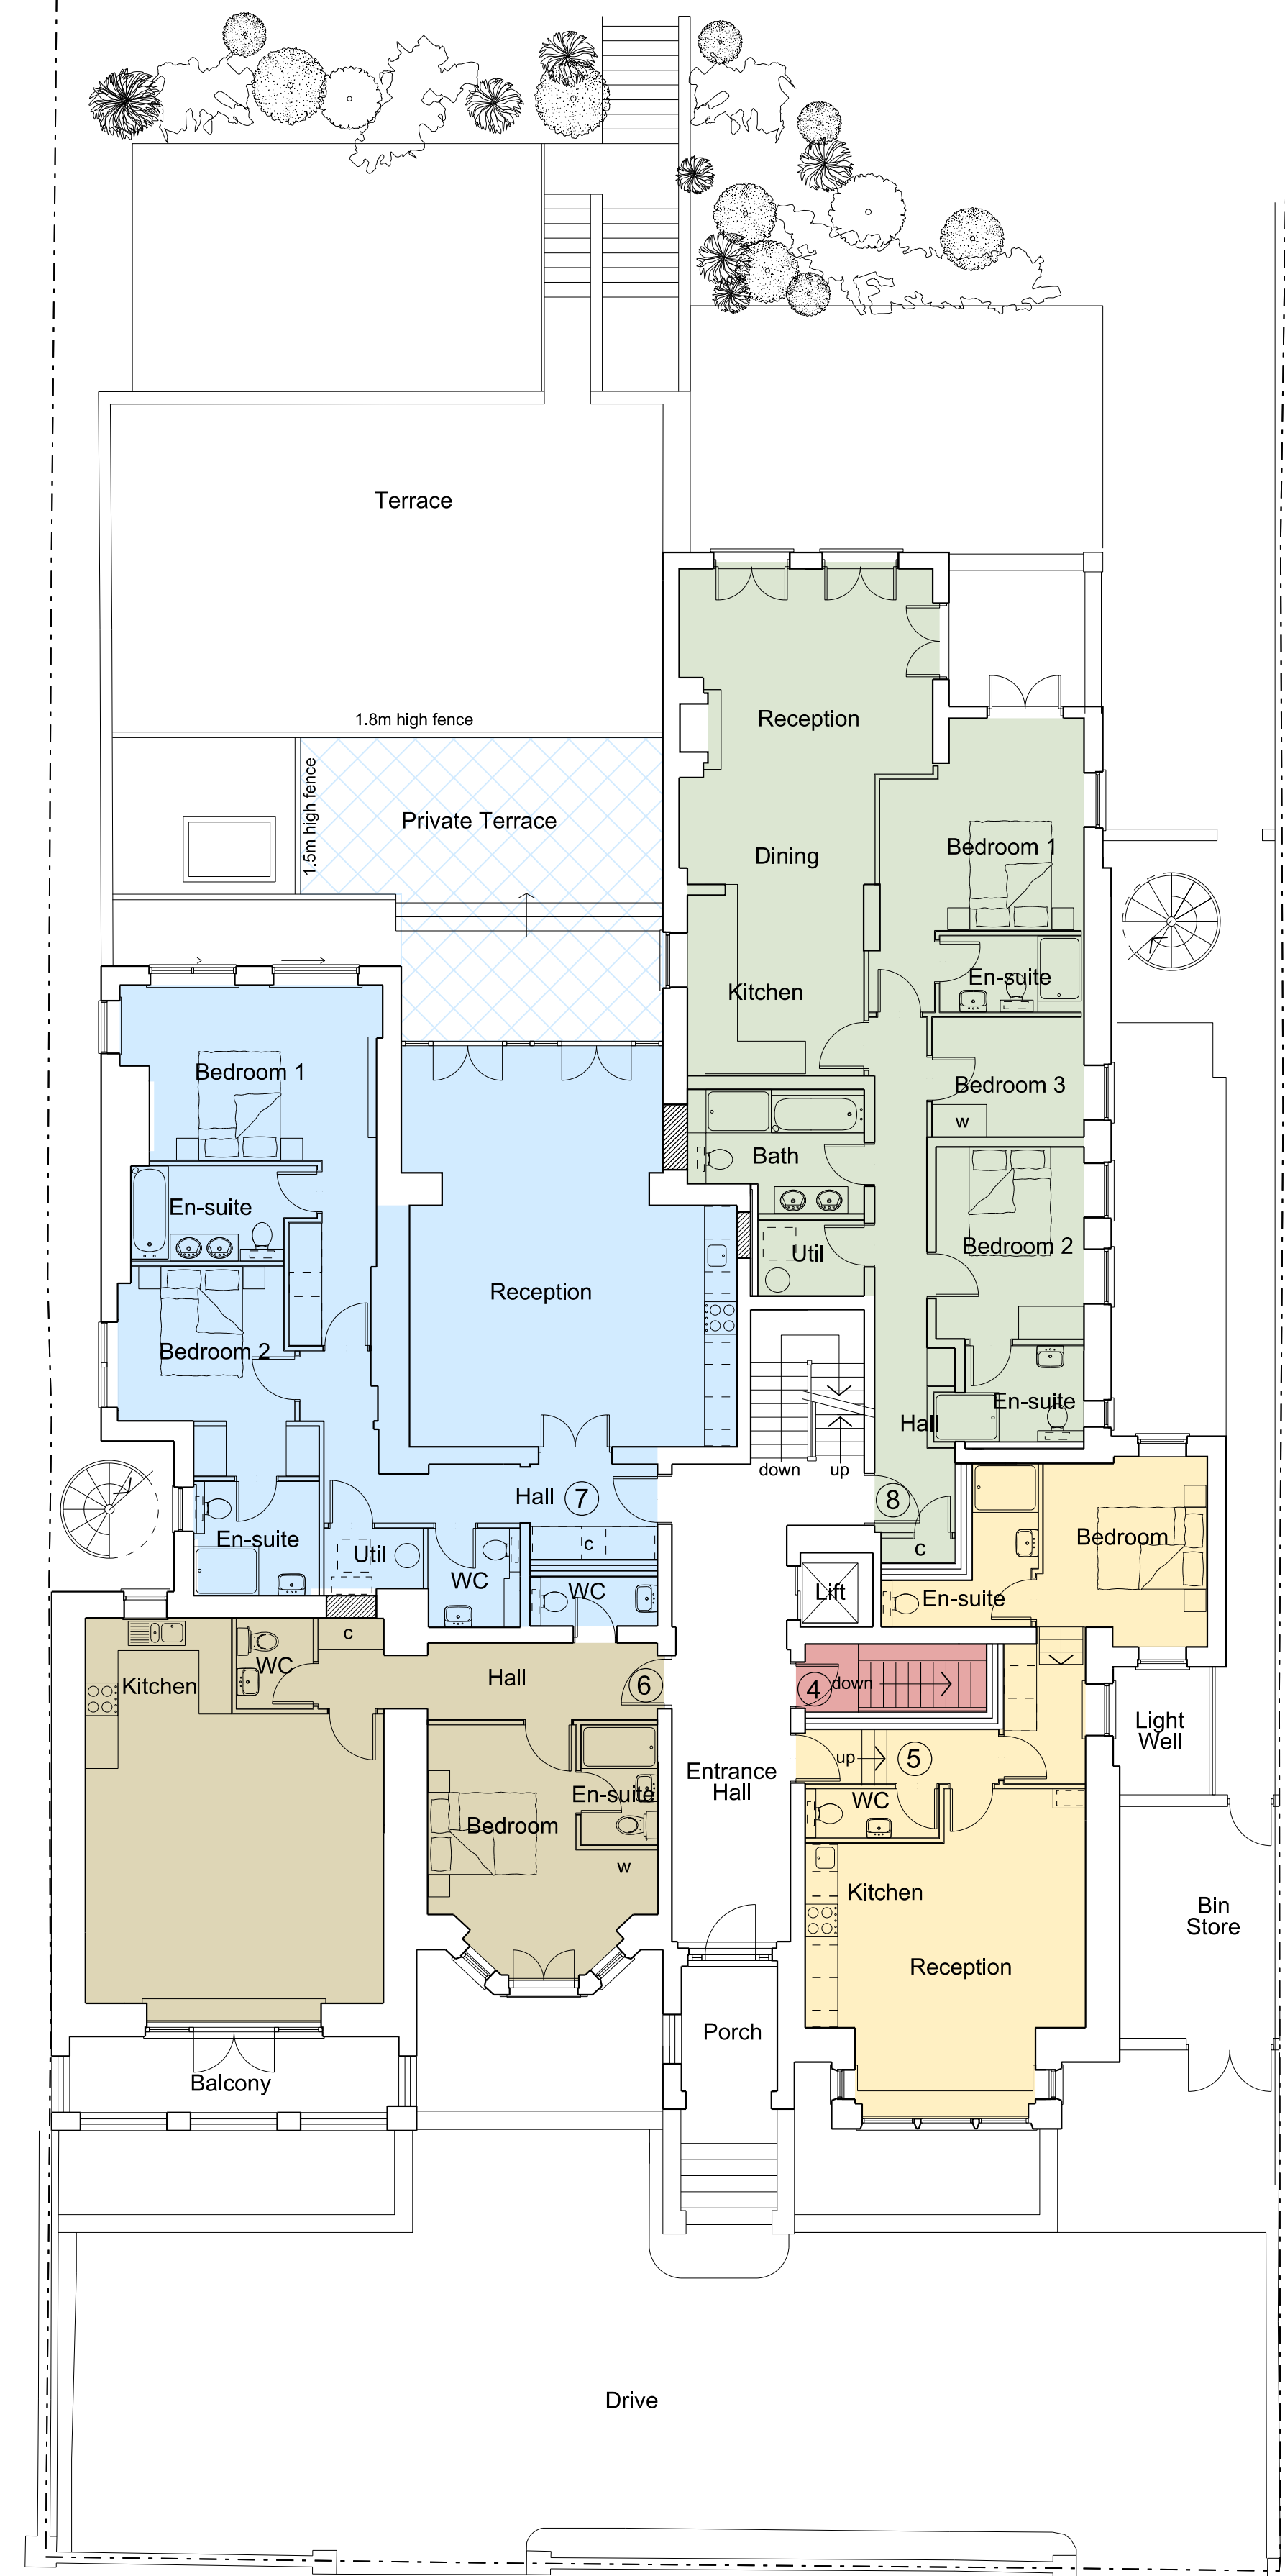 Terrace
1.8m high fence
Reception
1.5m high fence
Private Terrace
Bedroom 1
Dining
En-suite
Kitchen
Bedroom 1
Bedroom 3
w
Bath
En-suite
Bedroom 2
Util
Reception
Bedroom 2
En-suite
Hall
down
up
Hall
7
8
Bedroom
En-suite
Util
c
c
WC
WC
Lift
En-suite
c
WC
Kitchen
Hall
6
4
down
Light
Well
Entrance
Hall
up
5
En-suite
WC
Bedroom
w
Kitchen
Bin
Store
Reception
Porch
Balcony
Drive